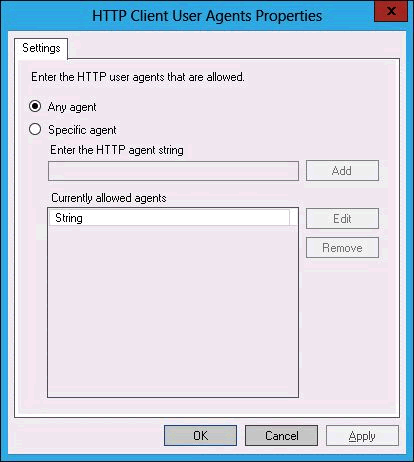 HTTP Client User Agents Properties
x
Settings
Enter the HTTP user agents that are allowed.
Any agent
Specific agent
Enter the HTTP agent string
Add
Currently allowed agents
String
Edit
Remove
OK
Cancel
Apply